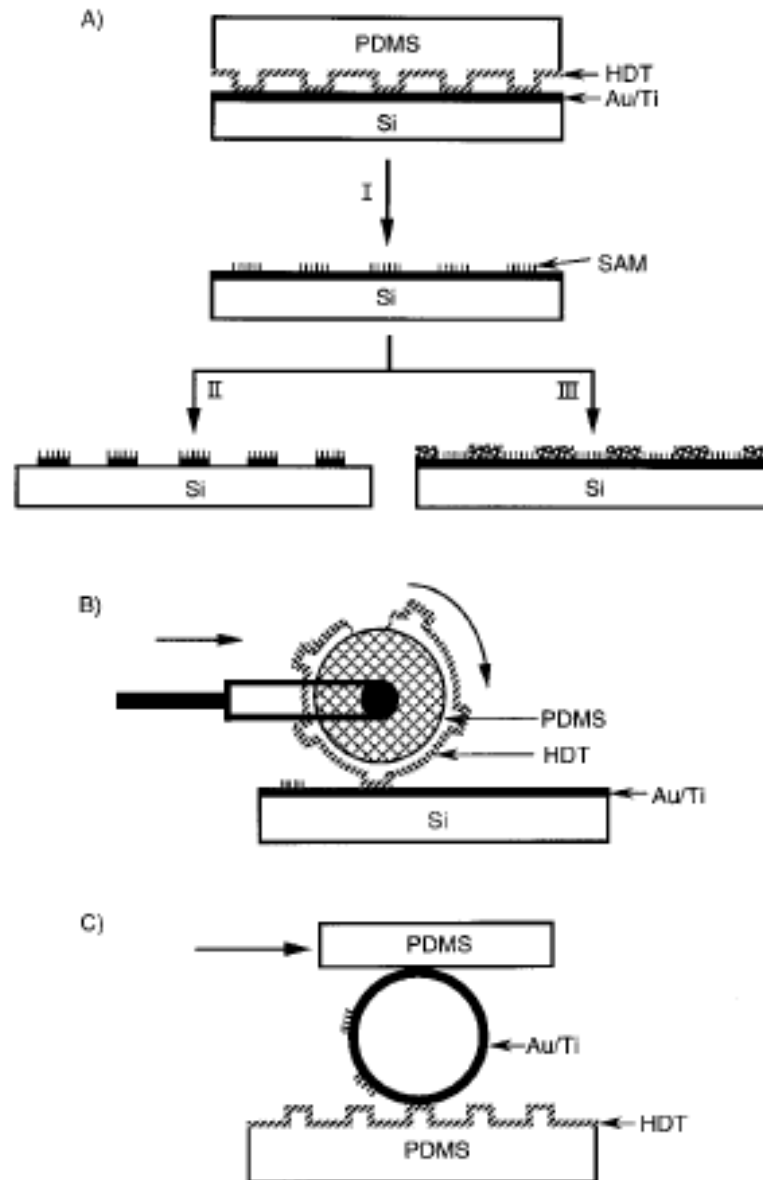 A)
PDMS
HDT
Au/Ti
Si
I
SAM
Si
II
III
Si
Si
B)
PDMS
HDT
Au/Ti
Si
C)
PDMS
Au/Ti
HDT
PDMS